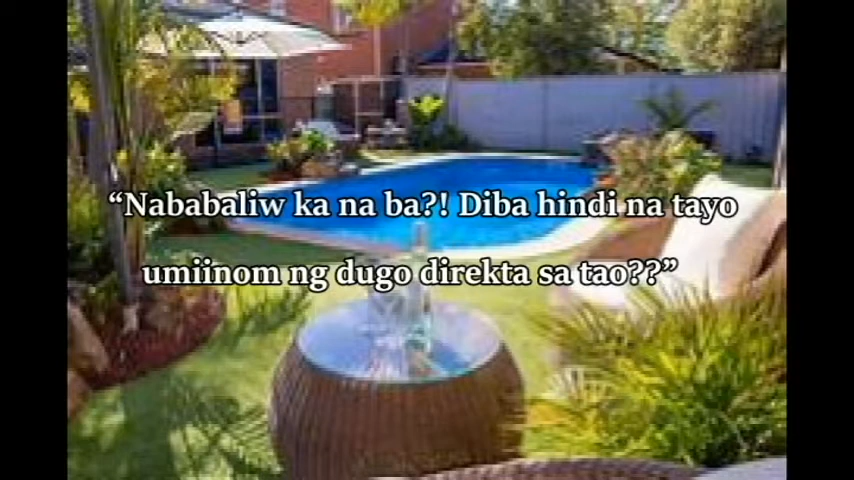 “Nababaliw ka na ba?! Diba hindi na tayo
umiinom ng dugo direkta sa tao??”